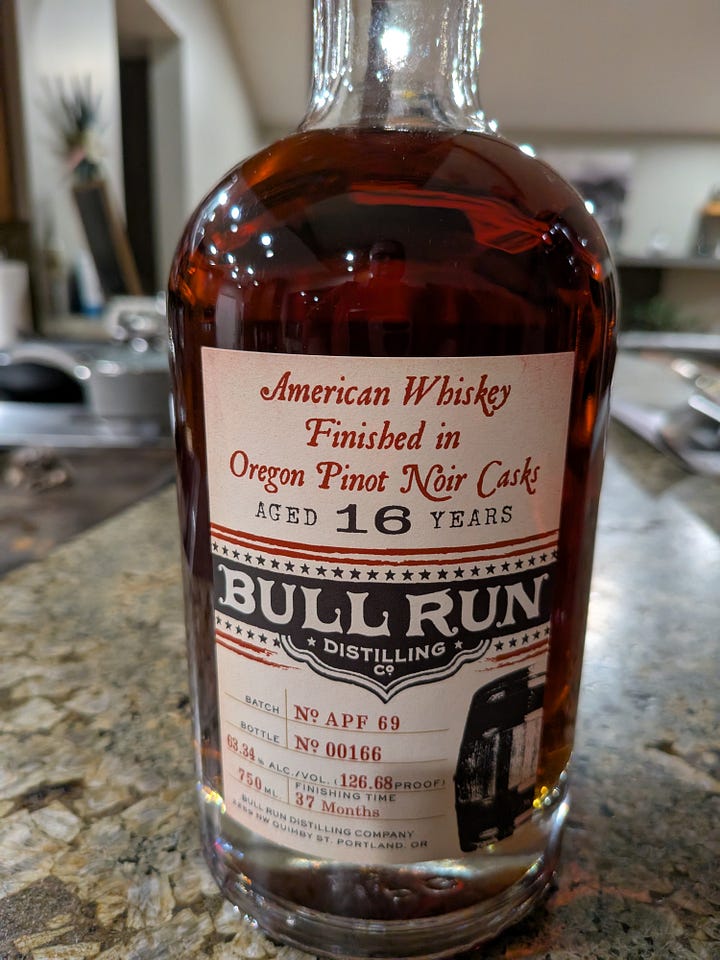 American Whiskey
Finished in
Oregon Pinot Noir Casks
AGED 16 YEARS
BULL RUN
DISTILLING
Co
BATCH No APF 69
BOTTLE No 00166
63.34% ALC./VOL. (126.68 PROOF)
750 ML. FINISHING TIME
37 Months
BULL RUN DISTILLING COMPANY
NW QUIMBY ST. PORTLAND, OR